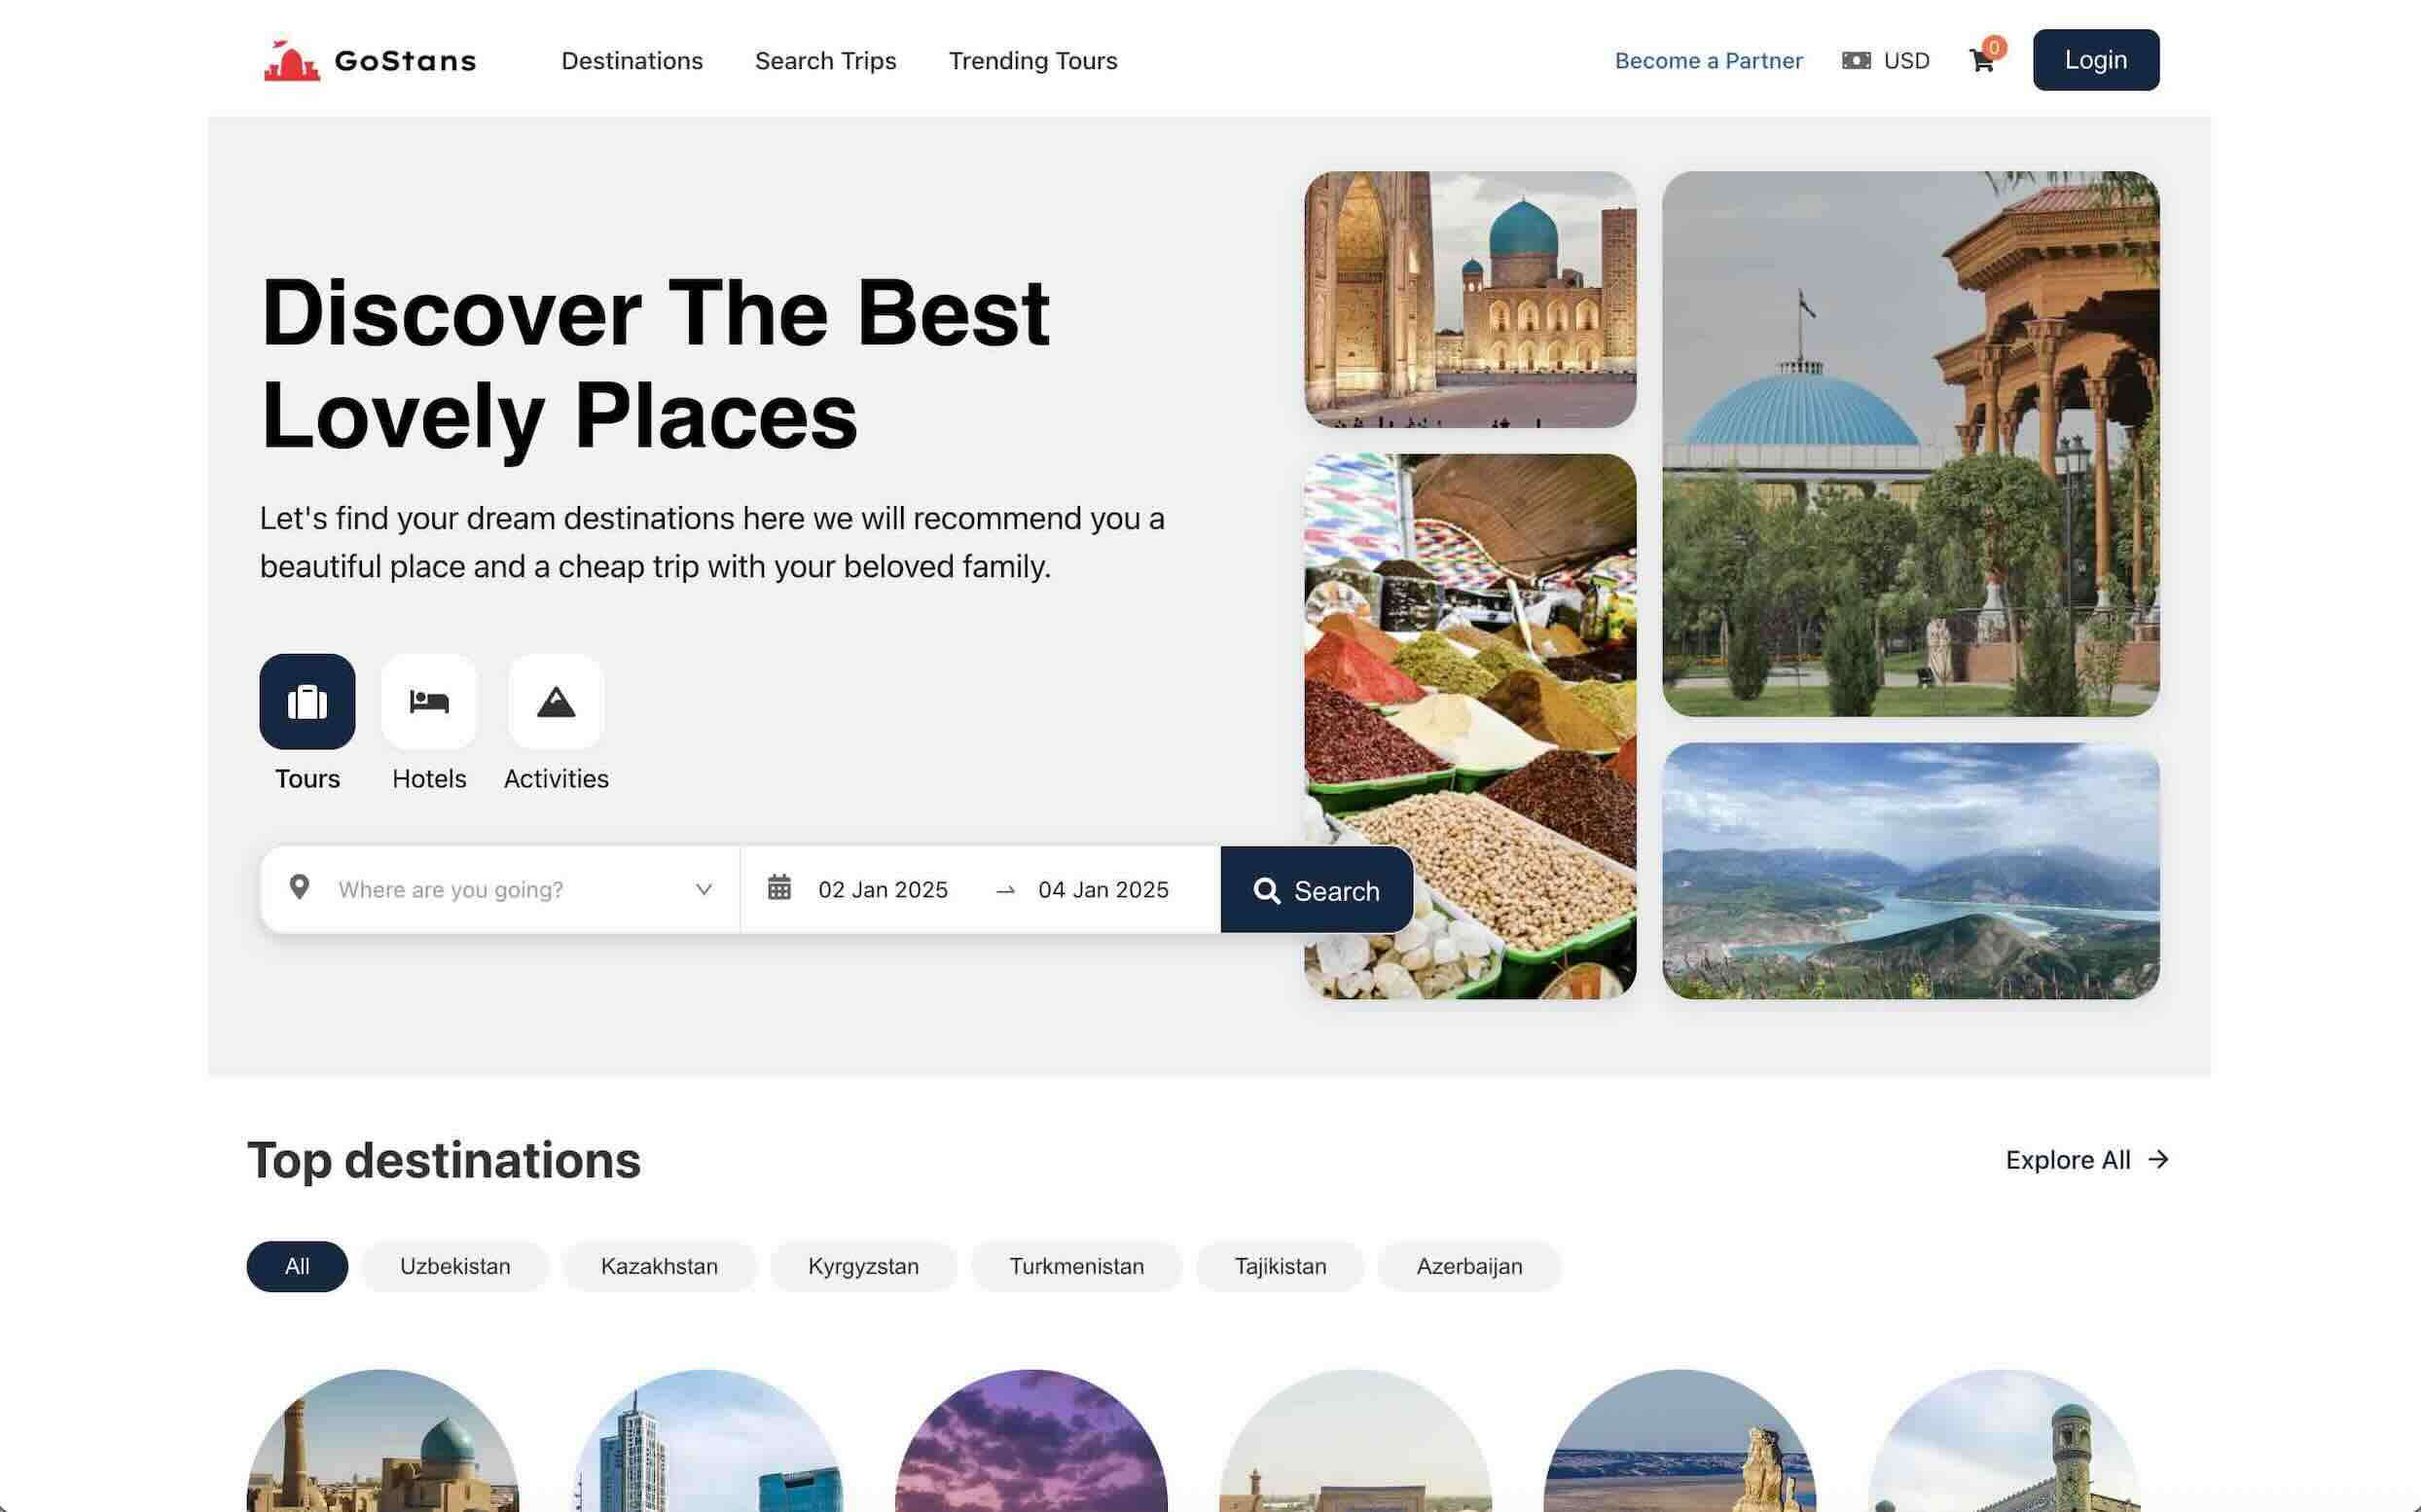 GoStans
Destinations
Search Trips
Trending Tours
Become a Partner
USD
0
Login
Discover The Best
Lovely Places
Let's find your dream destinations here we will recommend you a
beautiful place and a cheap trip with your beloved family.
Tours
Hotels
Activities
Where are you going?
02 Jan 2025 → 04 Jan 2025
Search
Top destinations
Explore All →
All
Uzbekistan
Kazakhstan
Kyrgyzstan
Turkmenistan
Tajikistan
Azerbaijan